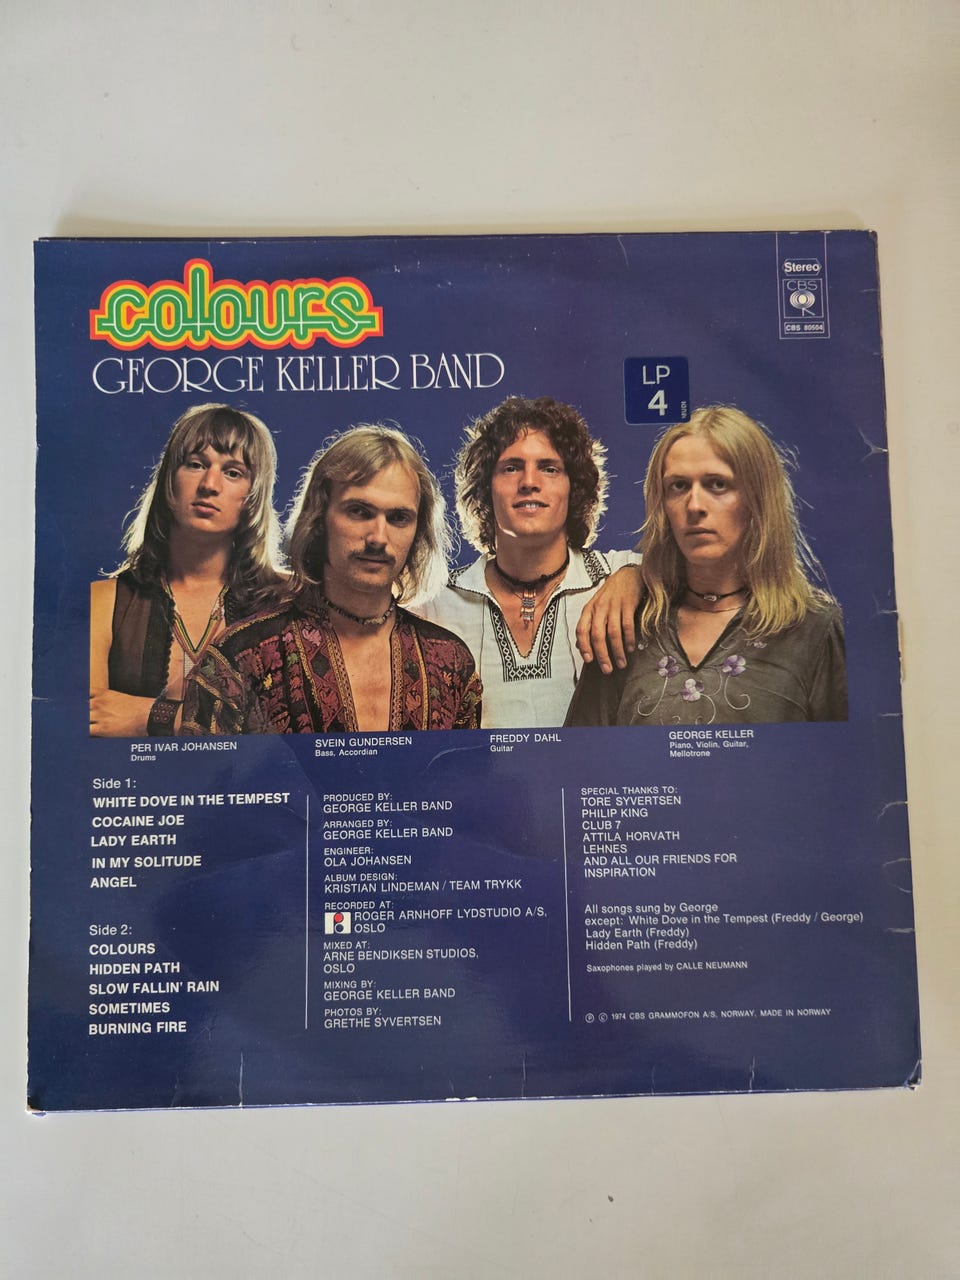 colours
GEORGE KELLER BAND
Stereo
CBS
CBS 80504
LP
4
PER IVAR JOHANSEN
Drums
SVEIN GUNDERSEN
Bass, Accordian
FREDDY DAHL
Guitar
GEORGE KELLER
Piano, Violin, Guitar,
Mellotrone
Side 1:
WHITE DOVE IN THE TEMPEST
COCAINE JOE
LADY EARTH
IN MY SOLITUDE
ANGEL
Side 2:
COLOURS
HIDDEN PATH
SLOW FALLIN' RAIN
SOMETIMES
BURNING FIRE
PRODUCED BY:
GEORGE KELLER BAND
ARRANGED BY:
GEORGE KELLER BAND
ENGINEER:
OLA JOHANSEN
ALBUM DESIGN:
KRISTIAN LINDEMAN / TEAM TRYKK
RECORDED AT:
ROGER ARNHOFF LYDSTUDIO A/S,
OSLO
MIXED AT:
ARNE BENDIKSEN STUDIOS,
OSLO
MIXING BY:
GEORGE KELLER BAND
PHOTOS BY:
GRETHE SYVERTSEN
SPECIAL THANKS TO:
TORE SYVERTSEN
PHILIP KING
CLUB 7
ATTILA HORVATH
LEHNES
AND ALL OUR FRIENDS FOR
INSPIRATION
All songs sung by George
except: White Dove in the Tempest (Freddy / George)
Lady Earth (Freddy)
Hidden Path (Freddy)
Saxophones played by CALLE NEUMANN
℗ © 1974 CBS GRAMMOFON A/S, NORWAY. MADE IN NORWAY